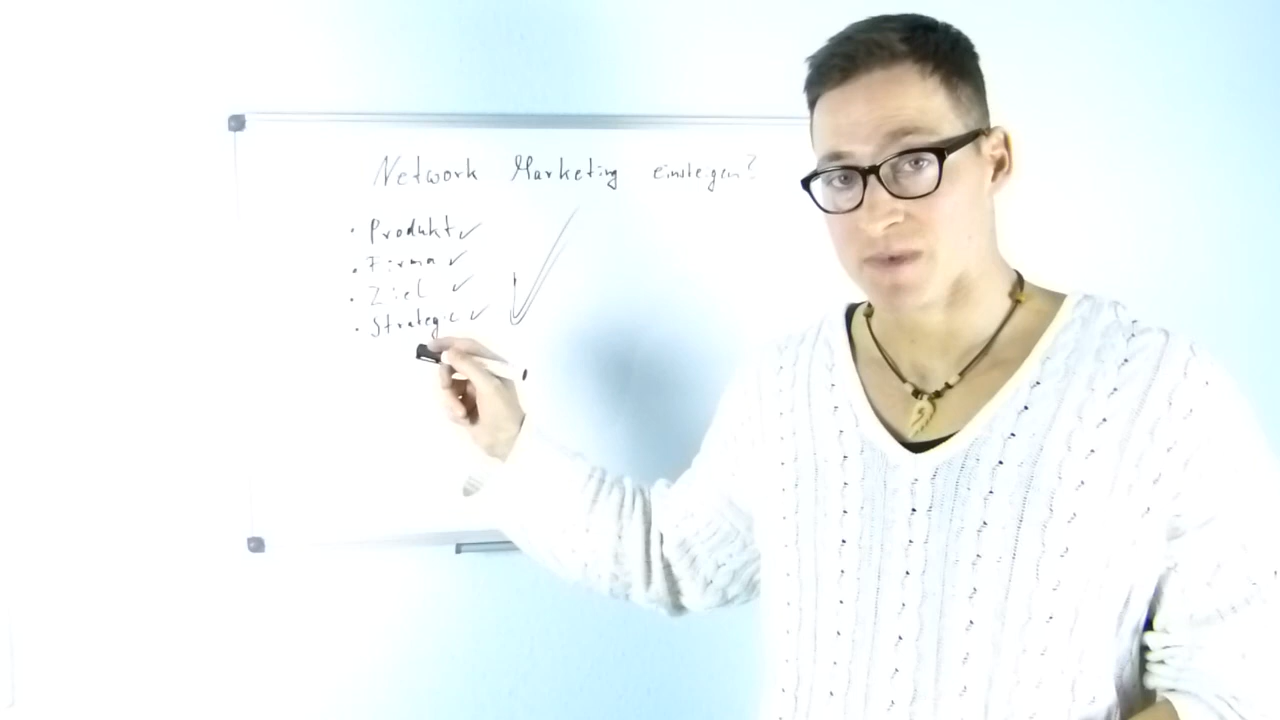 Network Marketing einsteigen?
· Produkt ✓
· Firma ✓
· Ziel ✓
· Strategie ✓